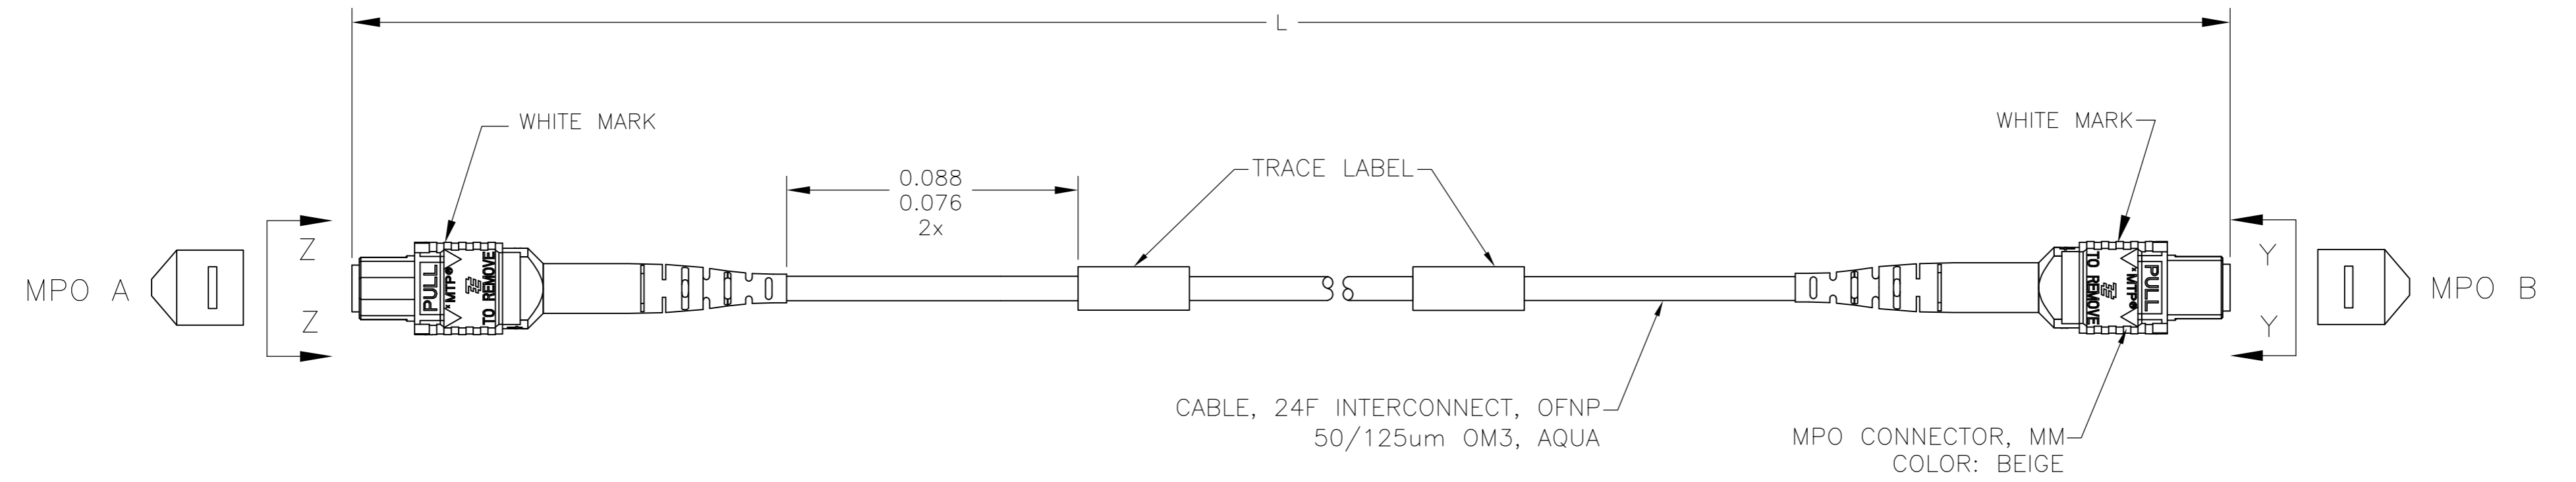 L
WHITE MARK
WHITE MARK
TRACE LABEL
0.088
0.076
2x
Z
Z
Y
Y
MPO A
PULL
MTP®
TO REMOVE
TO REMOVE
MTP®
PULL
MPO B
CABLE, 24F INTERCONNECT, OFNP
50/125um OM3, AQUA
MPO CONNECTOR, MM
COLOR: BEIGE